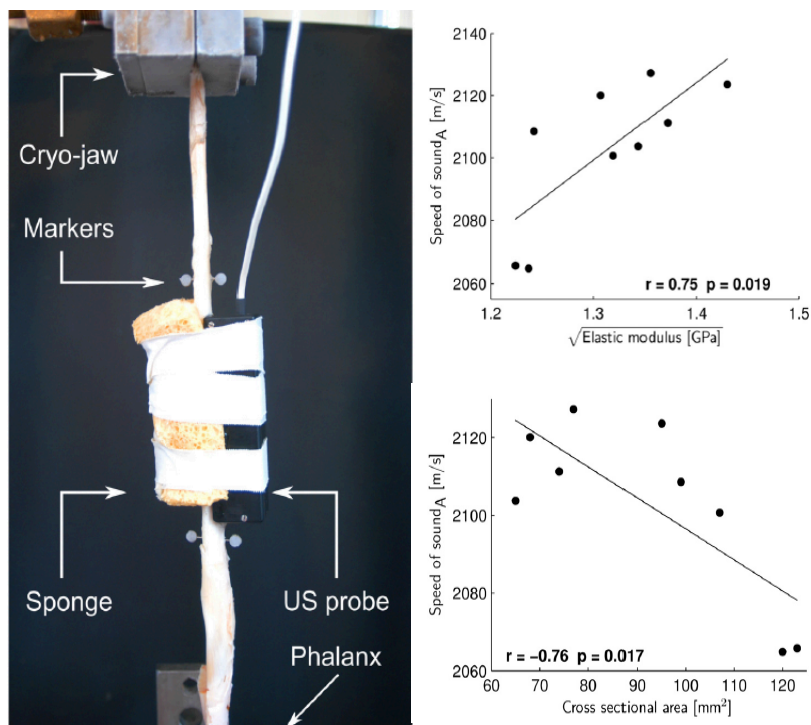 Cryo-jaw
Markers
Sponge
US probe
Phalanx
2140
2120
2100
2080
2060
1.2
1.3
1.4
1.5
Speed of sound_A [m/s]
r = 0.75 p = 0.019
√Elastic modulus [GPa]
2120
2100
2080
2060
60
70
80
90
100
110
120
Speed of sound_A [m/s]
r = −0.76 p = 0.017
Cross sectional area [mm²]